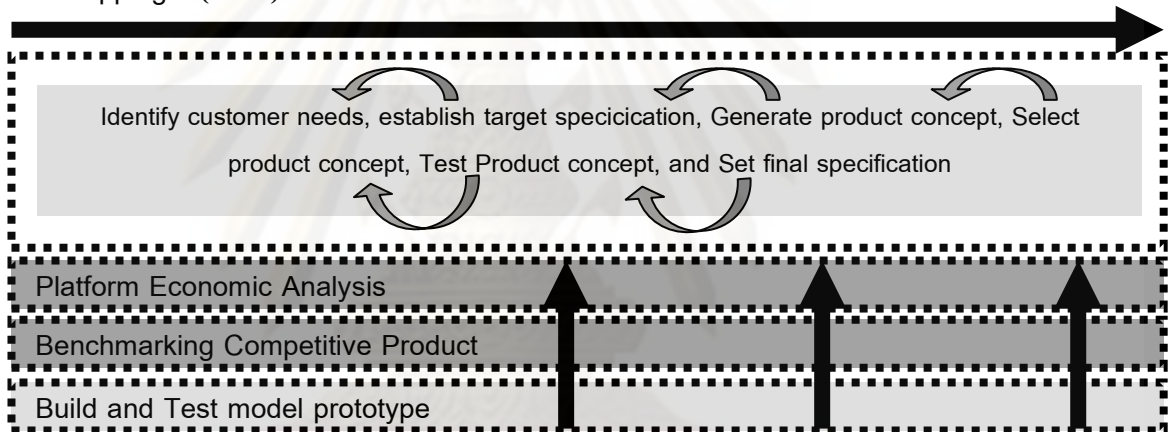 Identify customer needs, establish target specicication, Generate product concept, Select
product concept, Test Product concept, and Set final specification
Platform Economic Analysis
Benchmarking Competitive Product
Build and Test model prototype